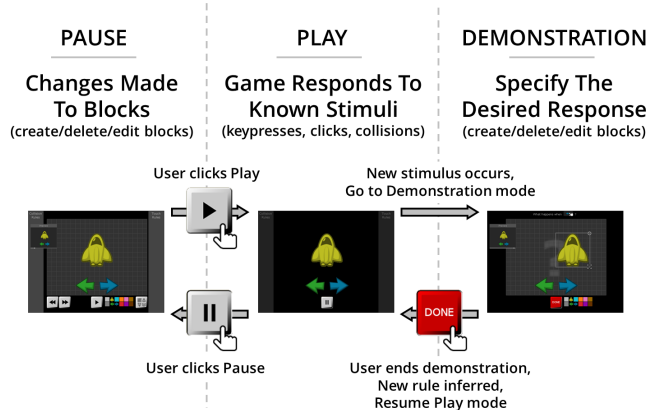 PAUSE
Changes Made
To Blocks
(create/delete/edit blocks)
PLAY
Game Responds To
Known Stimuli
(keypresses, clicks, collisions)
DEMONSTRATION
Specify The
Desired Response
(create/delete/edit blocks)
User clicks Play
New stimulus occurs,
Go to Demonstration mode
DONE
User clicks Pause
User ends demonstration,
New rule inferred,
Resume Play mode